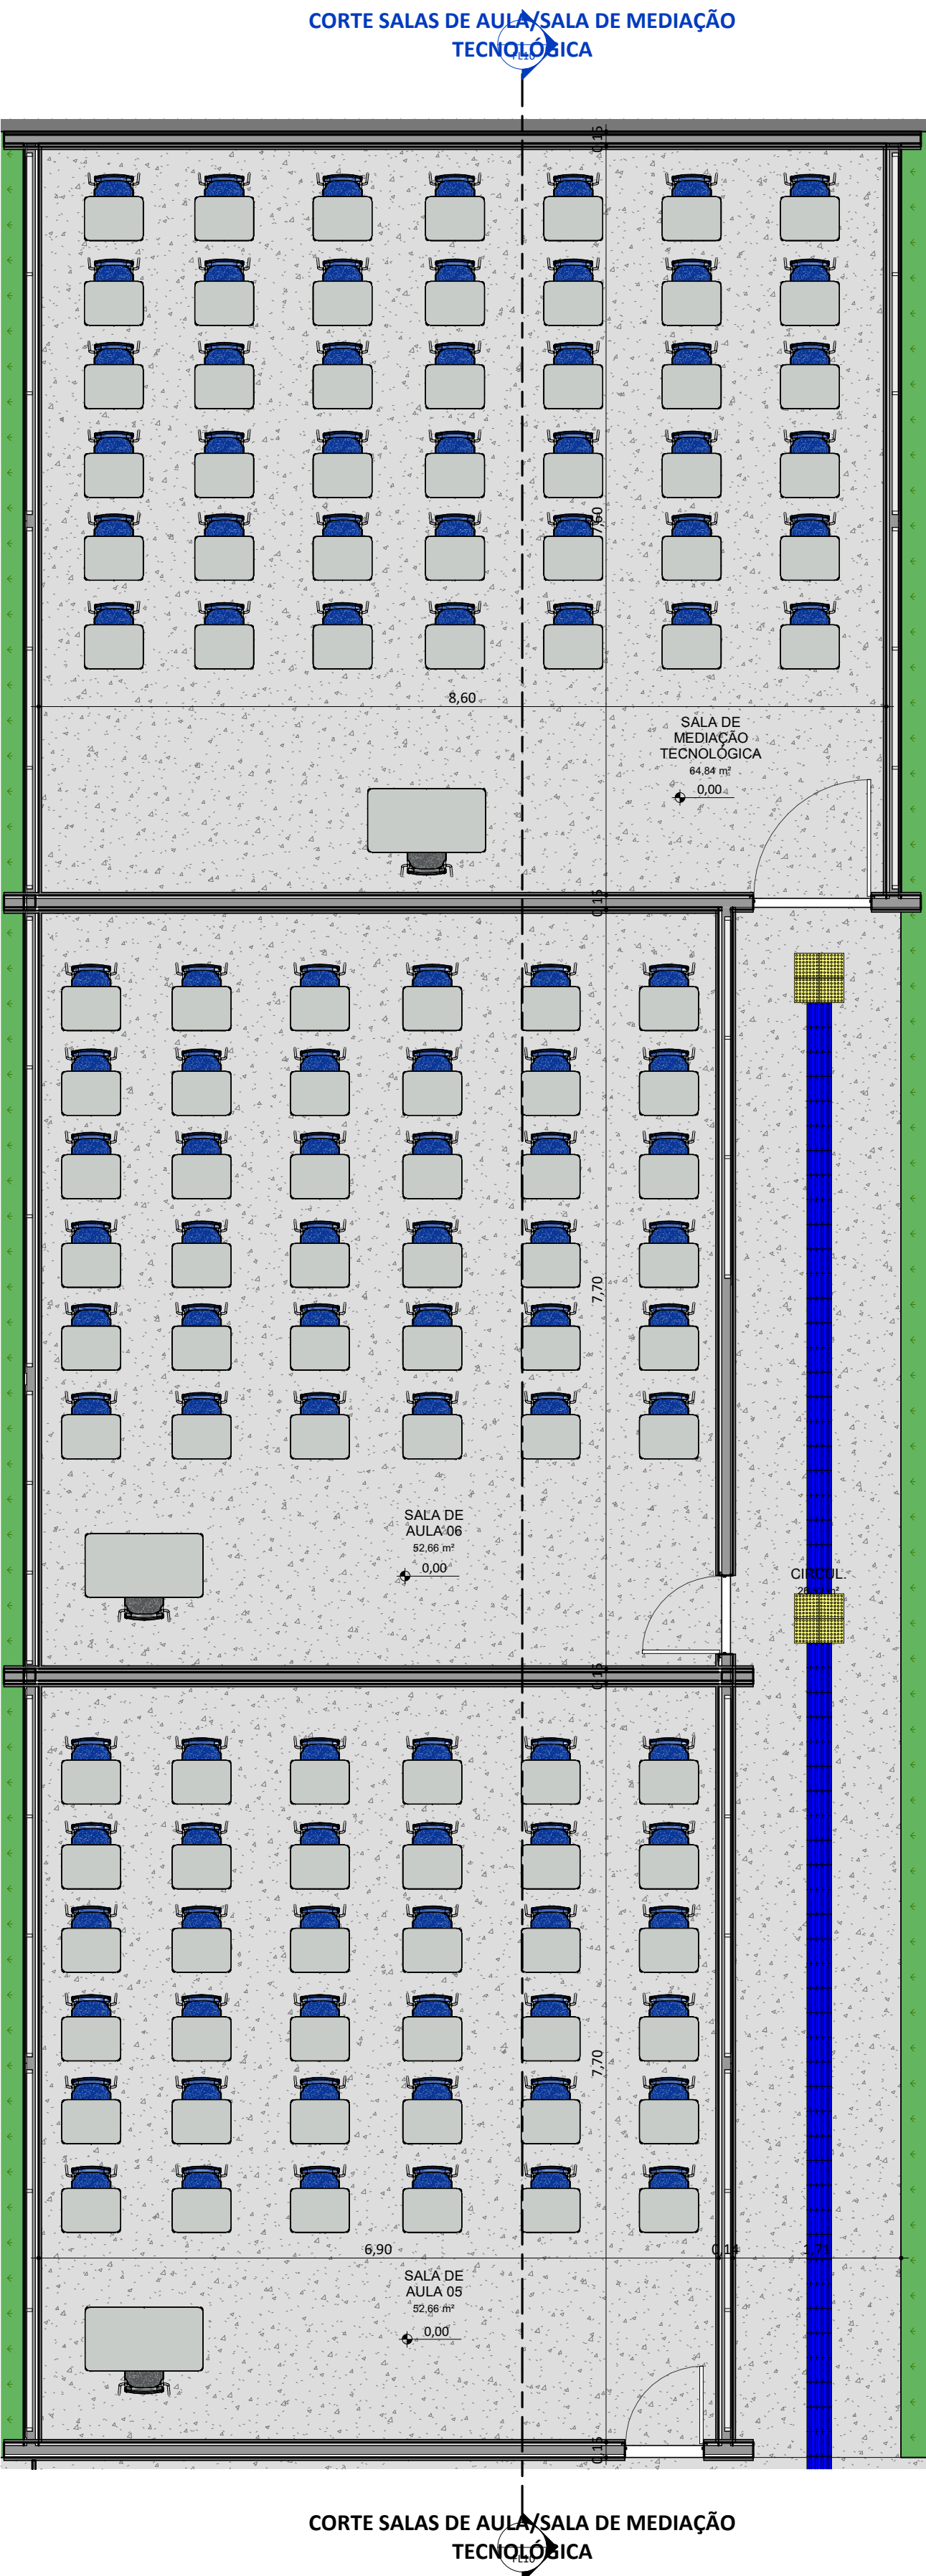 CORTE SALAS DE AULA/SALA DE MEDIAÇÃO
TECNOLÓGICA
0,15
7,60
8,60
SALA DE
MEDIAÇÃO
TECNOLÓGICA
64,84 m²
0,00
0,15
7,70
SALA DE
AULA 06
52,66 m²
0,00
CIRCUL.
0,15
7,70
6,90
0,14
SALA DE
AULA 05
52,66 m²
0,00
0,15
CORTE SALAS DE AULA/SALA DE MEDIAÇÃO
TECNOLÓGICA